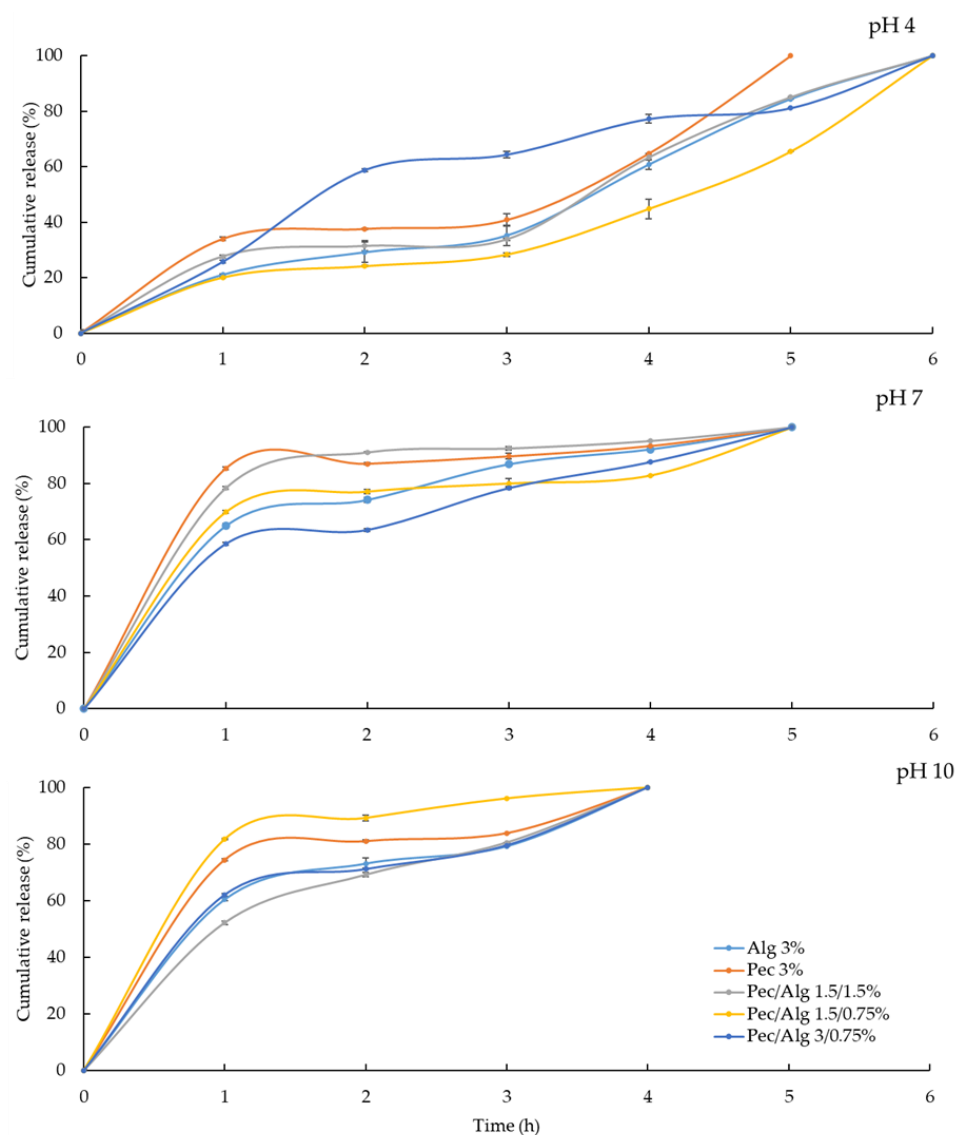 pH 4
Cumulative release (%)
100
80
60
40
20
0
0 1 2 3 4 5 6
pH 7
Cumulative release (%)
100
80
60
40
20
0
0 1 2 3 4 5 6
pH 10
Cumulative release (%)
100
80
60
40
20
0
Alg 3%
Pec 3%
Pec/Alg 1.5/1.5%
Pec/Alg 1.5/0.75%
Pec/Alg 3/0.75%
0 1 2 3 4 5 6
Time (h)